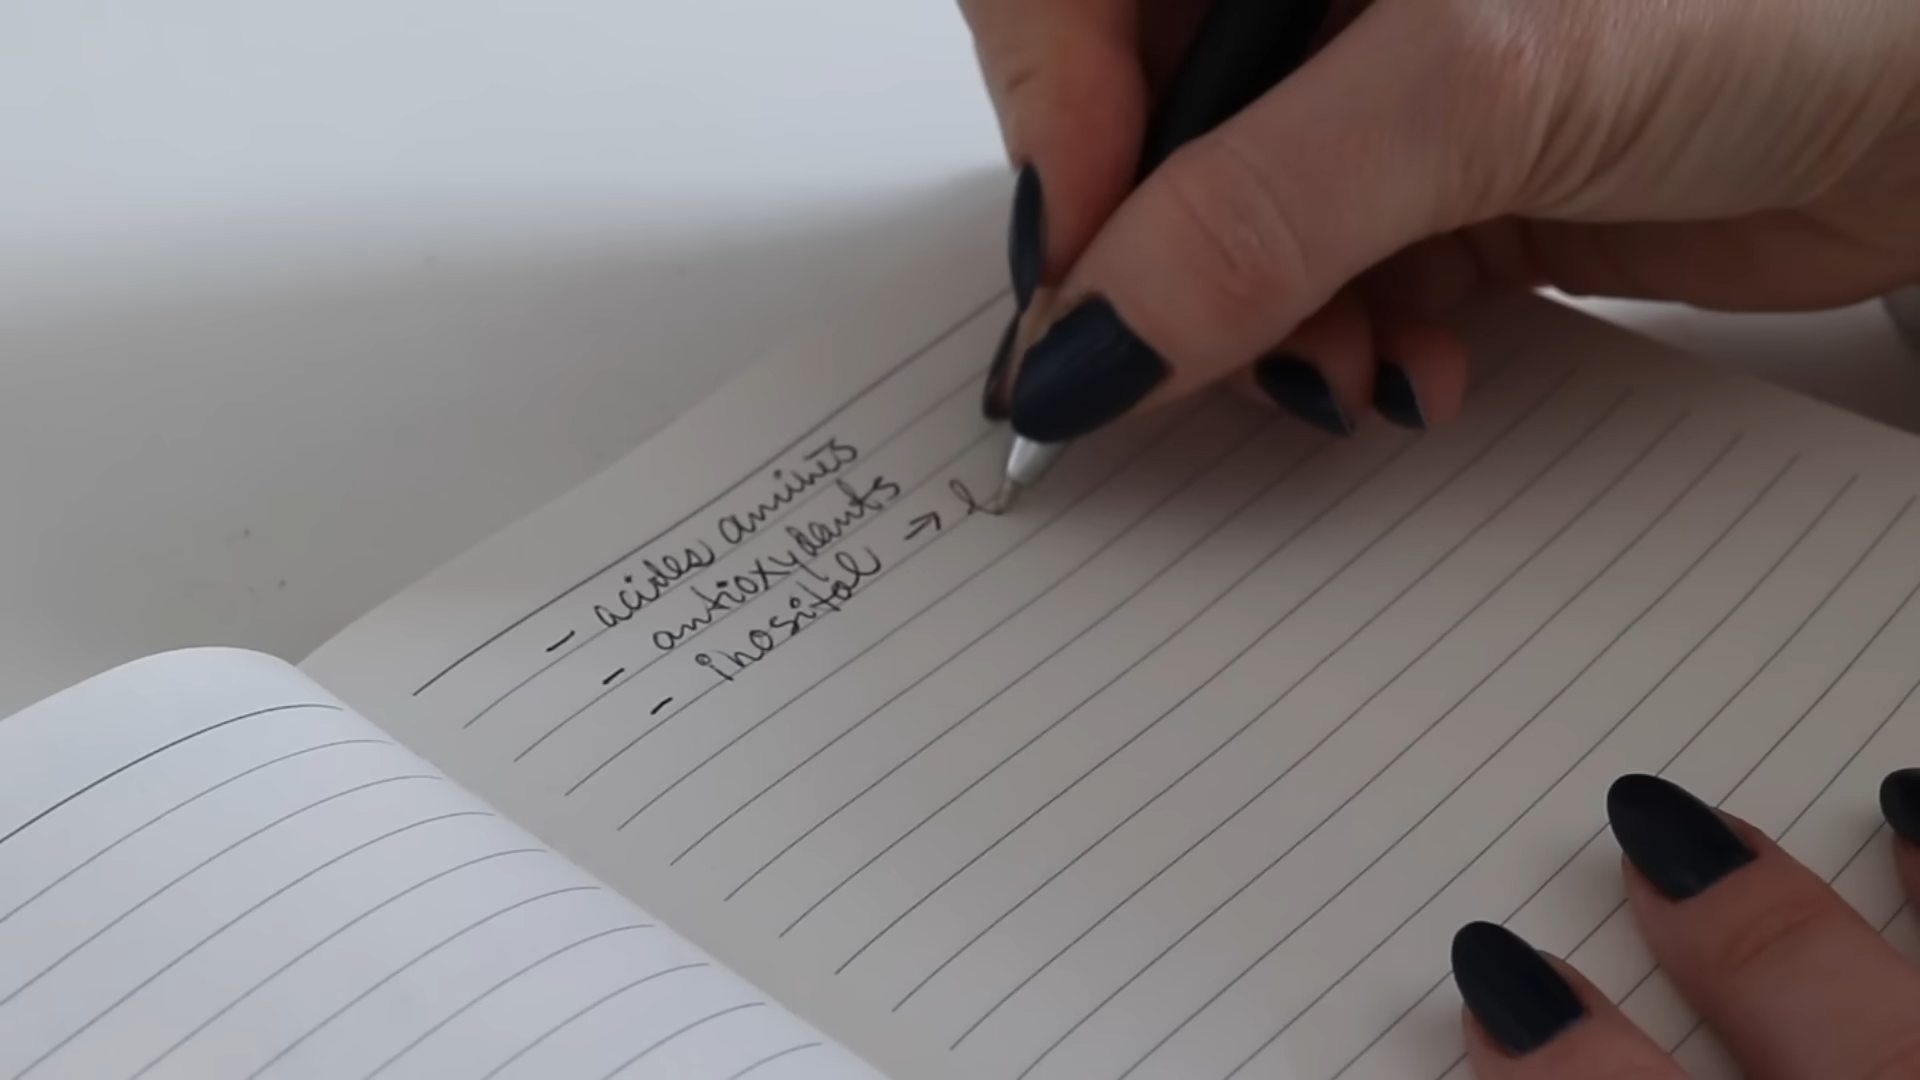 - acides aminés
- antioxydants
- inositol → l